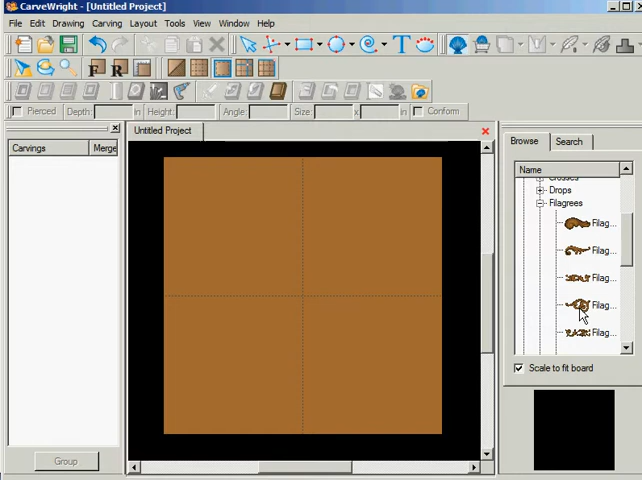 CarveWright - [Untitled Project]
File Edit Drawing Carving Layout Tools View Window Help
F R T
Pierced Depth: in Height: Angle: Size: x in Conform
Carvings Merge
Untitled Project
Browse Search
Name
Crosses
Drops
Filagrees
Filag...
Filag...
Filag...
Filag...
Filag...
Scale to fit board
Group